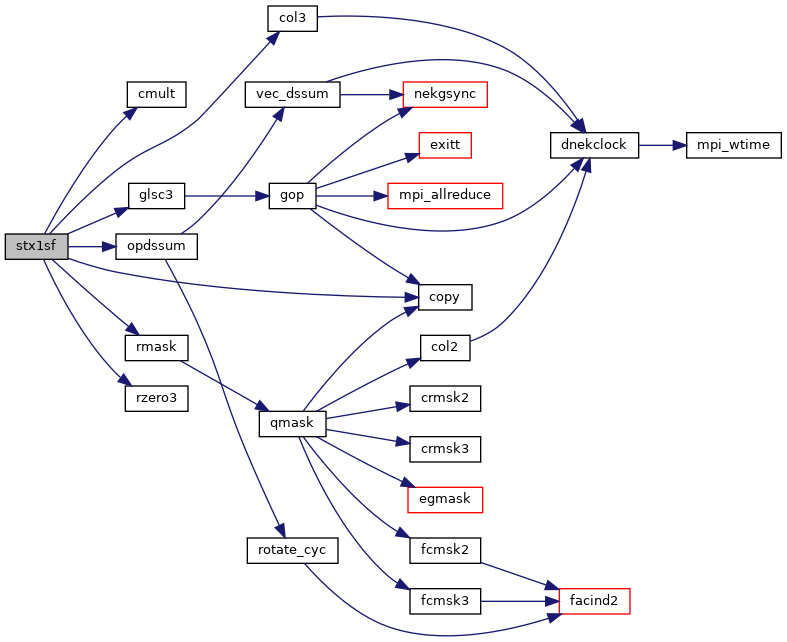 col3
cmult
vec_dssum
nekgsync
dnekclock
mpi_wtime
exitt
glsc3
gop
mpi_allreduce
stx1sf
opdssum
copy
rmask
col2
rzero3
crmsk2
qmask
crmsk3
egmask
rotate_cyc
fcmsk2
fcmsk3
facind2